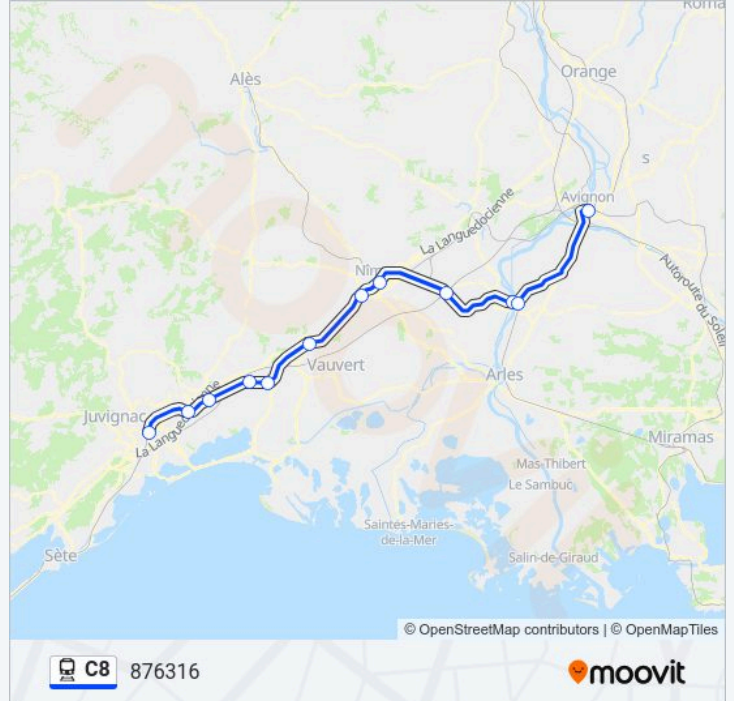 Roma
Alès
Orange
S
Avignon
La Languedocienne
Nîm
Autoroute du Soleil
Vauvert
Arles
Juvignac
La Languedocienne
Miramas
Mas-Thibert
Le Sambuc
Saintes-Maries-
de-la-Mer
Salin-de-Giraud
Sète
© OpenStreetMap contributors | © OpenMapTiles
C8 876316
moovit